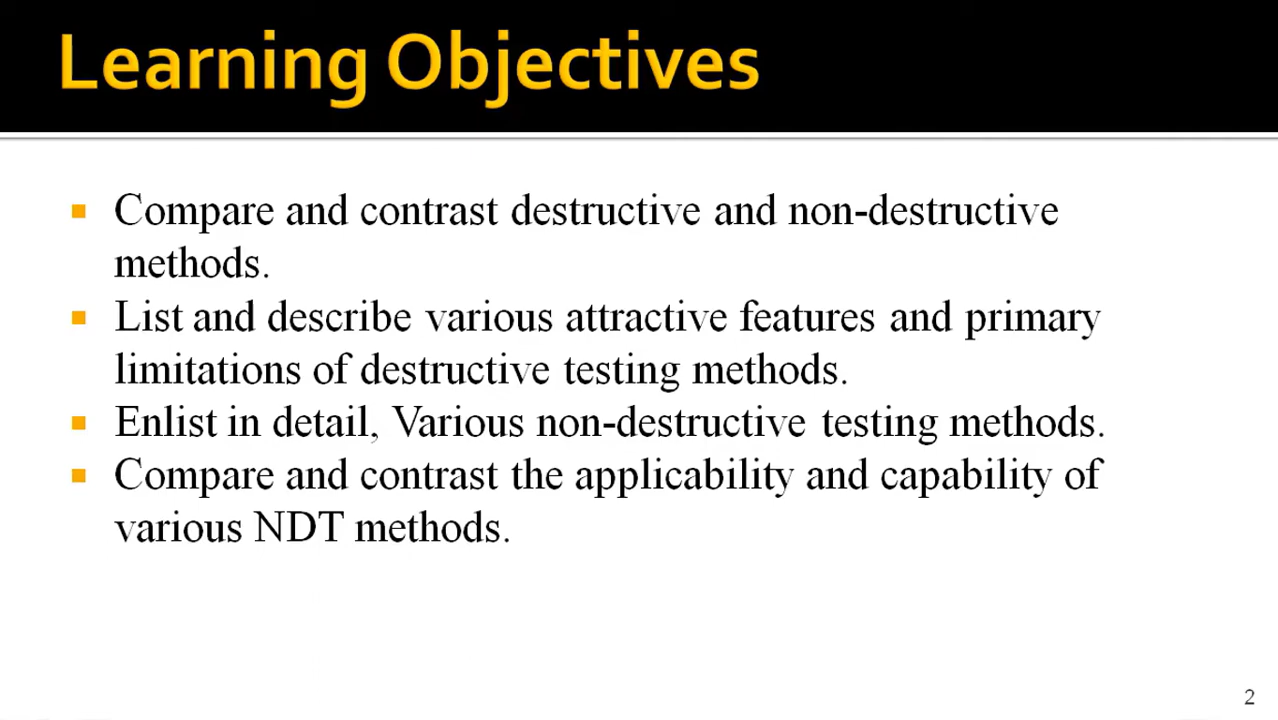 Learning Objectives
Compare and contrast destructive and non-destructive
methods.
List and describe various attractive features and primary
limitations of destructive testing methods.
Enlist in detail, Various non-destructive testing methods.
Compare and contrast the applicability and capability of
various NDT methods.
2